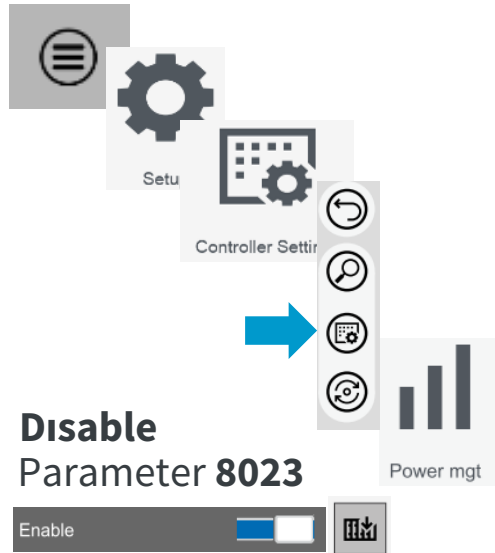 Setu
Controller Settin
Power mgt
Dısable
Parameter 8023
Enable